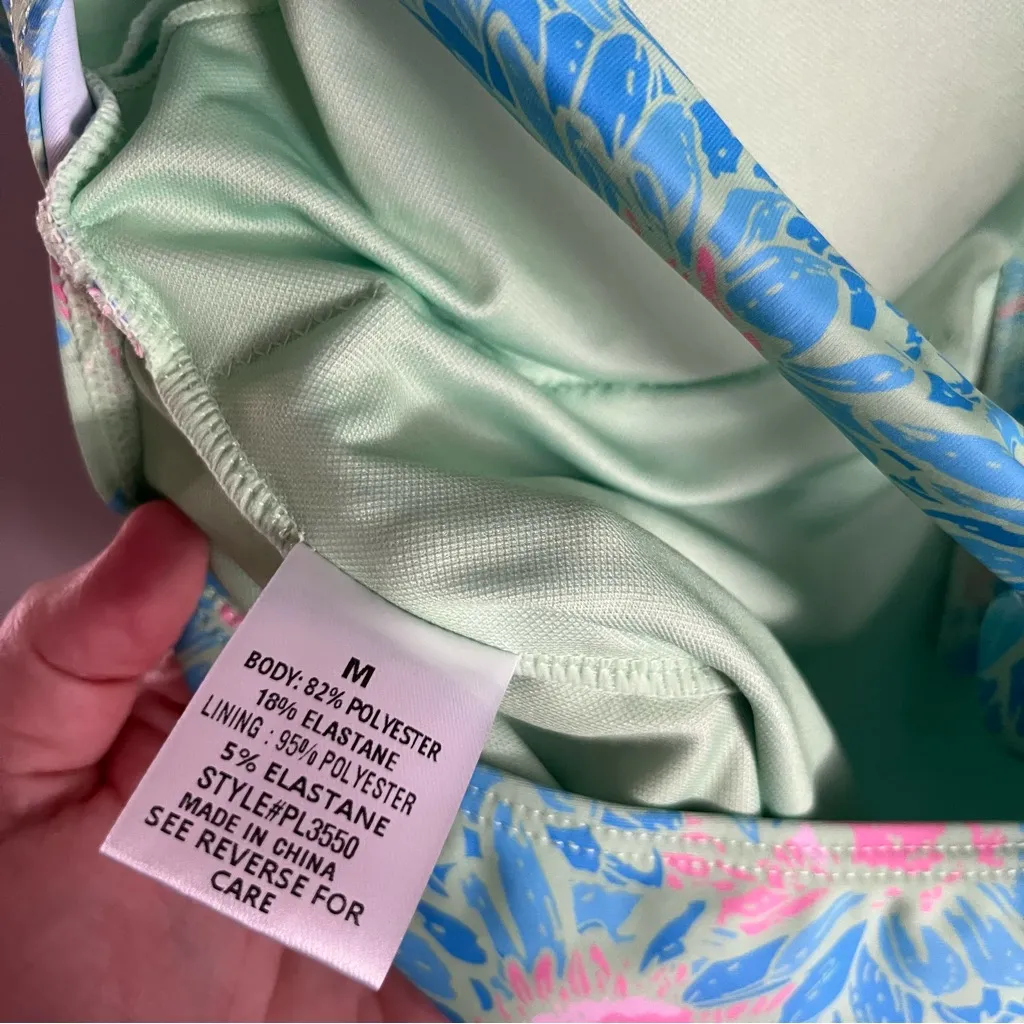 M
BODY: 82% POLYESTER
18% ELASTANE
LINING : 95% POLYESTER
5% ELASTANE
STYLE#PL3550
MADE IN CHINA
SEE REVERSE FOR
CARE